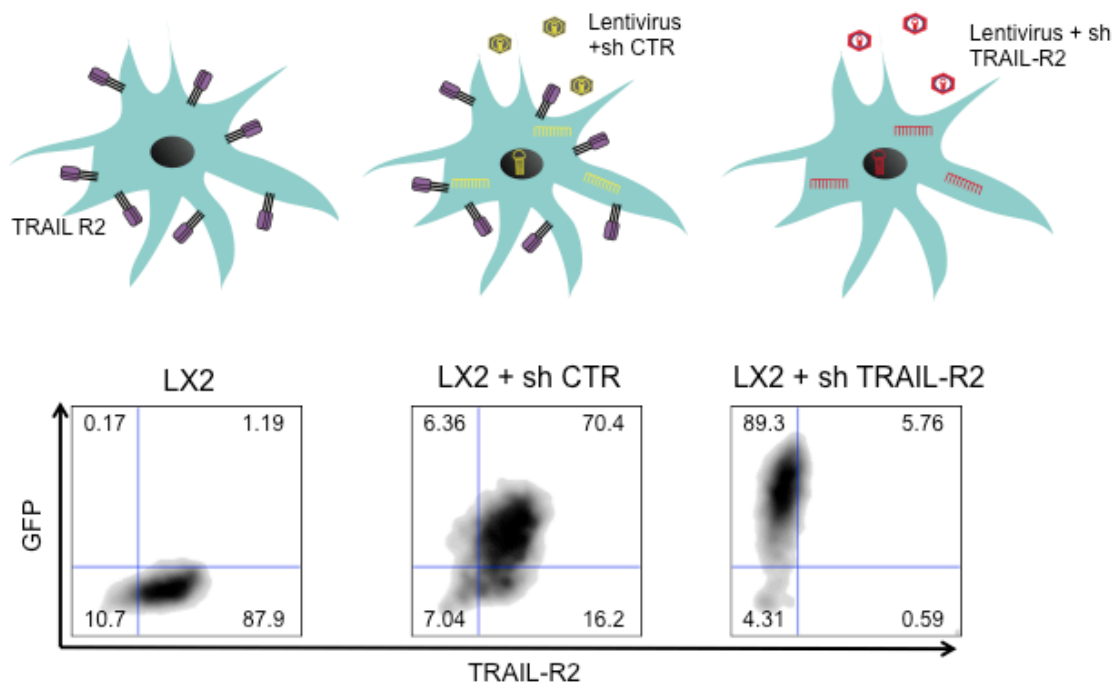 Lentivirus
+sh CTR
Lentivirus + sh
TRAIL-R2
TRAIL R2
LX2
LX2 + sh CTR
LX2 + sh TRAIL-R2
0.17 1.19
6.36 70.4
89.3 5.76
GFP
10.7 87.9
7.04 16.2
4.31 0.59
TRAIL-R2